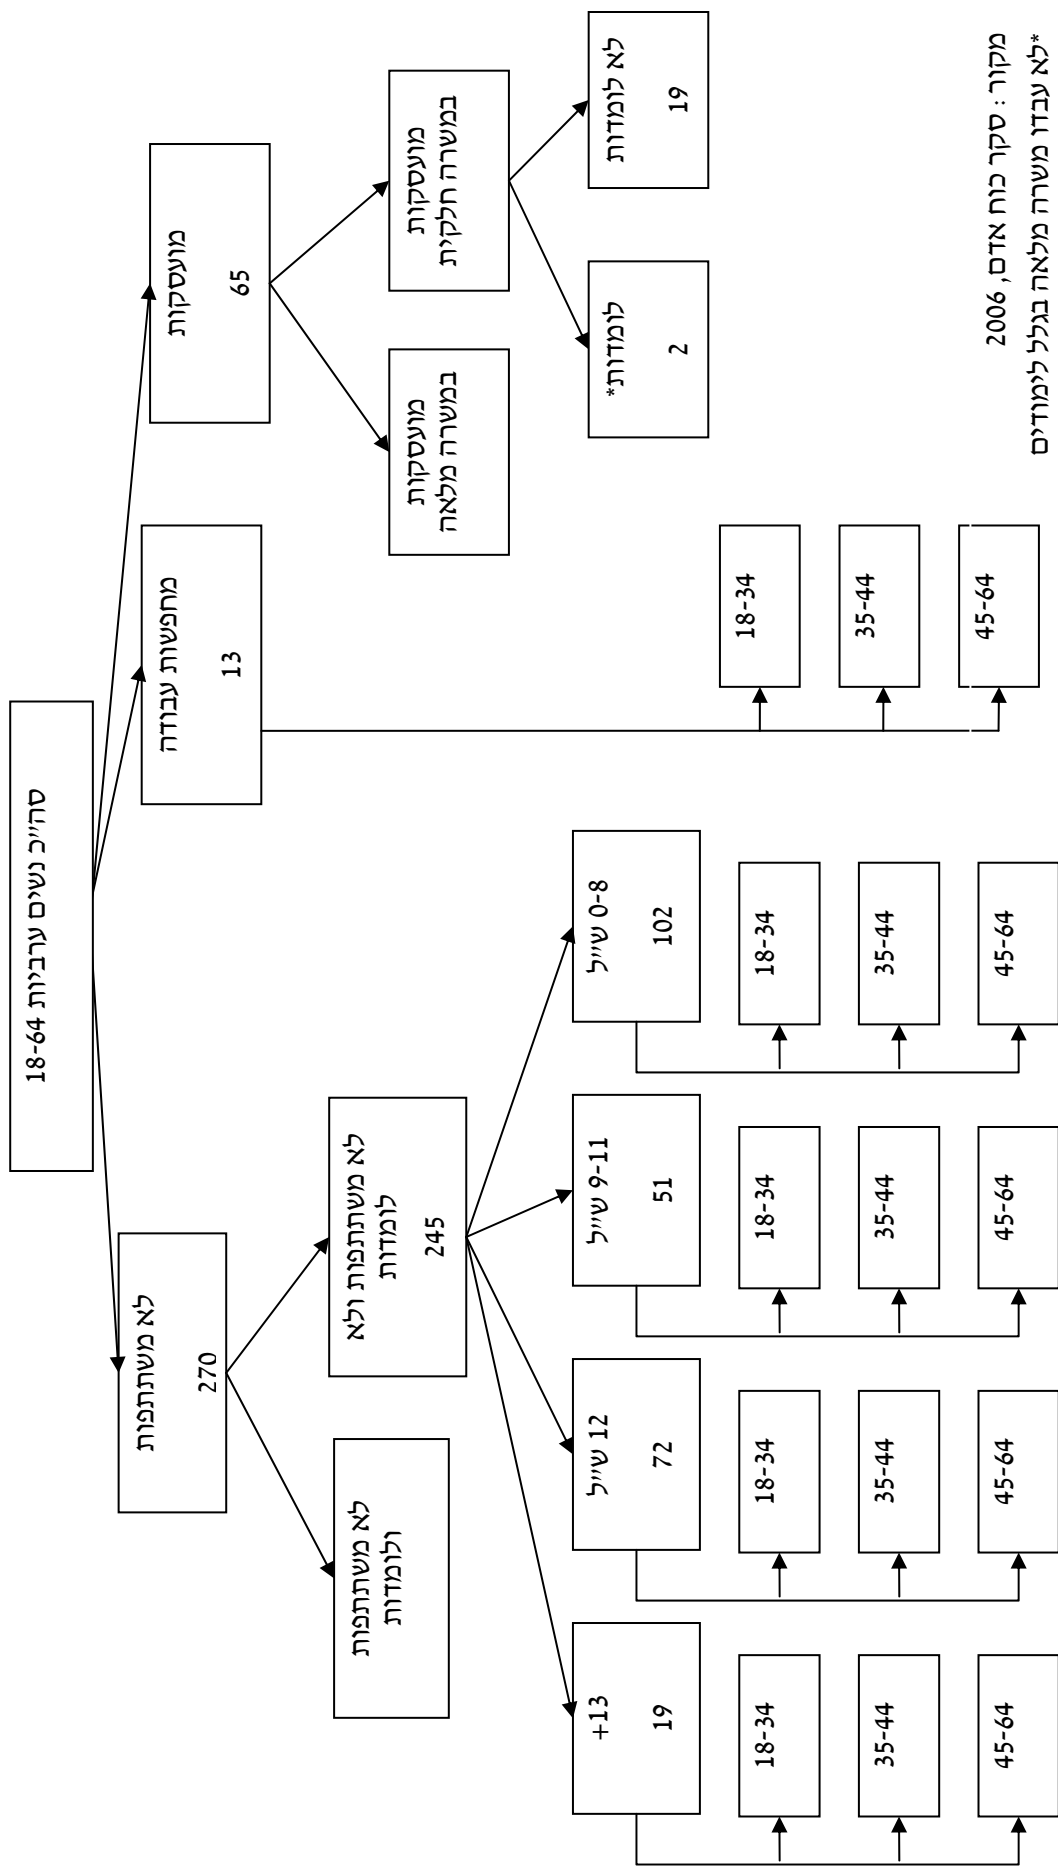 סה"כ נשים ערביות 18-64
מועסקות
65
מחפשות עבודה
13
לא משתתפות
270
מועסקות
במשרה חלקית
מועסקות
במשרה מלאה
לא לומדות
19
לומדות*
2
18-34
35-44
45-64
לא משתתפות ולא
לומדות
245
לא משתתפות
ולומדות
0-8 ש"ל
102
18-34
35-44
45-64
9-11 ש"ל
51
18-34
35-44
45-64
12 ש"ל
72
18-34
35-44
45-64
13+
19
18-34
35-44
45-64
מקור: סקר כוח אדם, 2006
*לא עבדו משרה מלאה בגלל לימודים